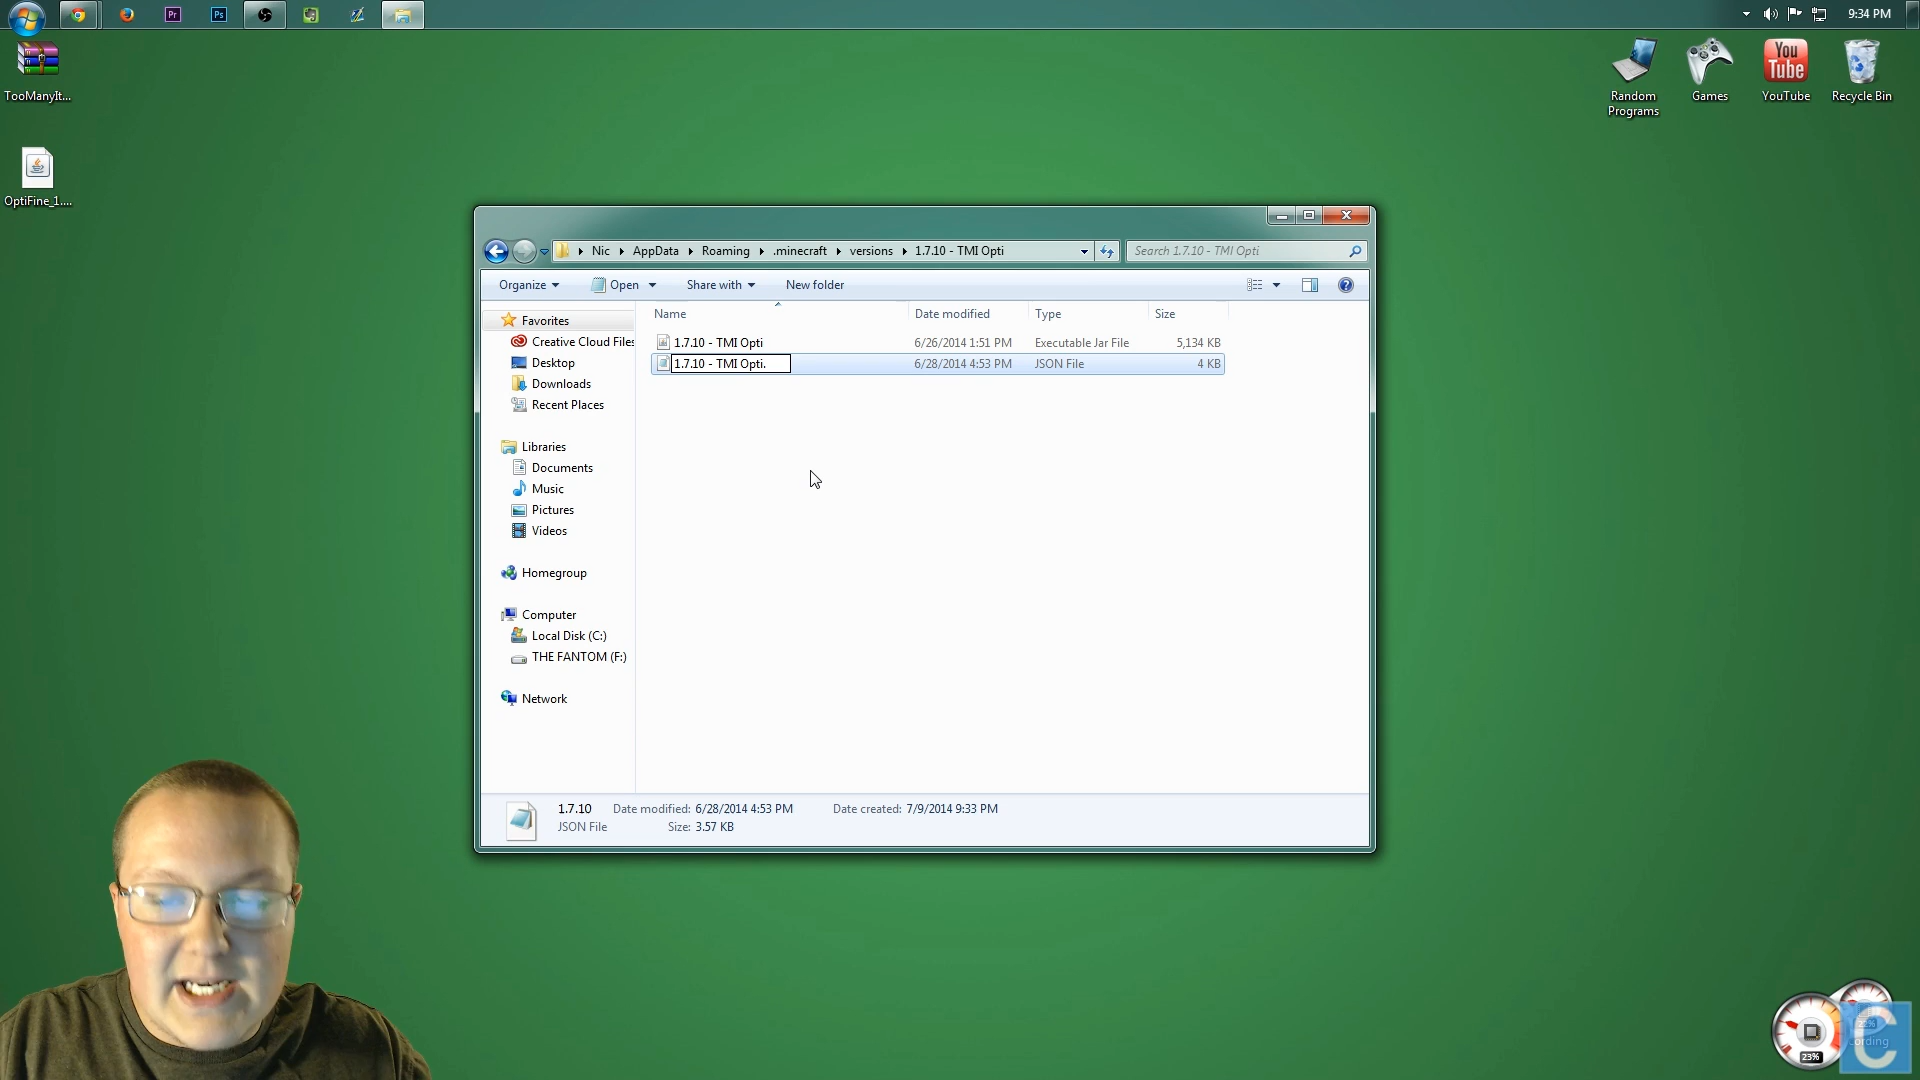 9:34 PM
TooManyIt...
OptiFine_1....
Random
Programs
Games
YouTube
Recycle Bin
Nic
AppData
Roaming
.minecraft
versions
1.7.10 - TMI Opti
Search 1.7.10 - TMI Opti
Organize
Open
Share with
New folder
Name
Date modified
Type
Size
1.7.10 - TMI Opti
6/26/2014 1:51 PM
Executable Jar File
5,134 KB
1.7.10 - TMI Opti.
6/28/2014 4:53 PM
JSON File
4 KB
Favorites
Creative Cloud Files
Desktop
Downloads
Recent Places
Libraries
Documents
Music
Pictures
Videos
Homegroup
Computer
Local Disk (C:)
THE FANTOM (F:)
Network
1.7.10
Date modified: 6/28/2014 4:53 PM
Date created: 7/9/2014 9:33 PM
JSON File
Size: 3.57 KB
Pr
Ps
You
Tube
23%